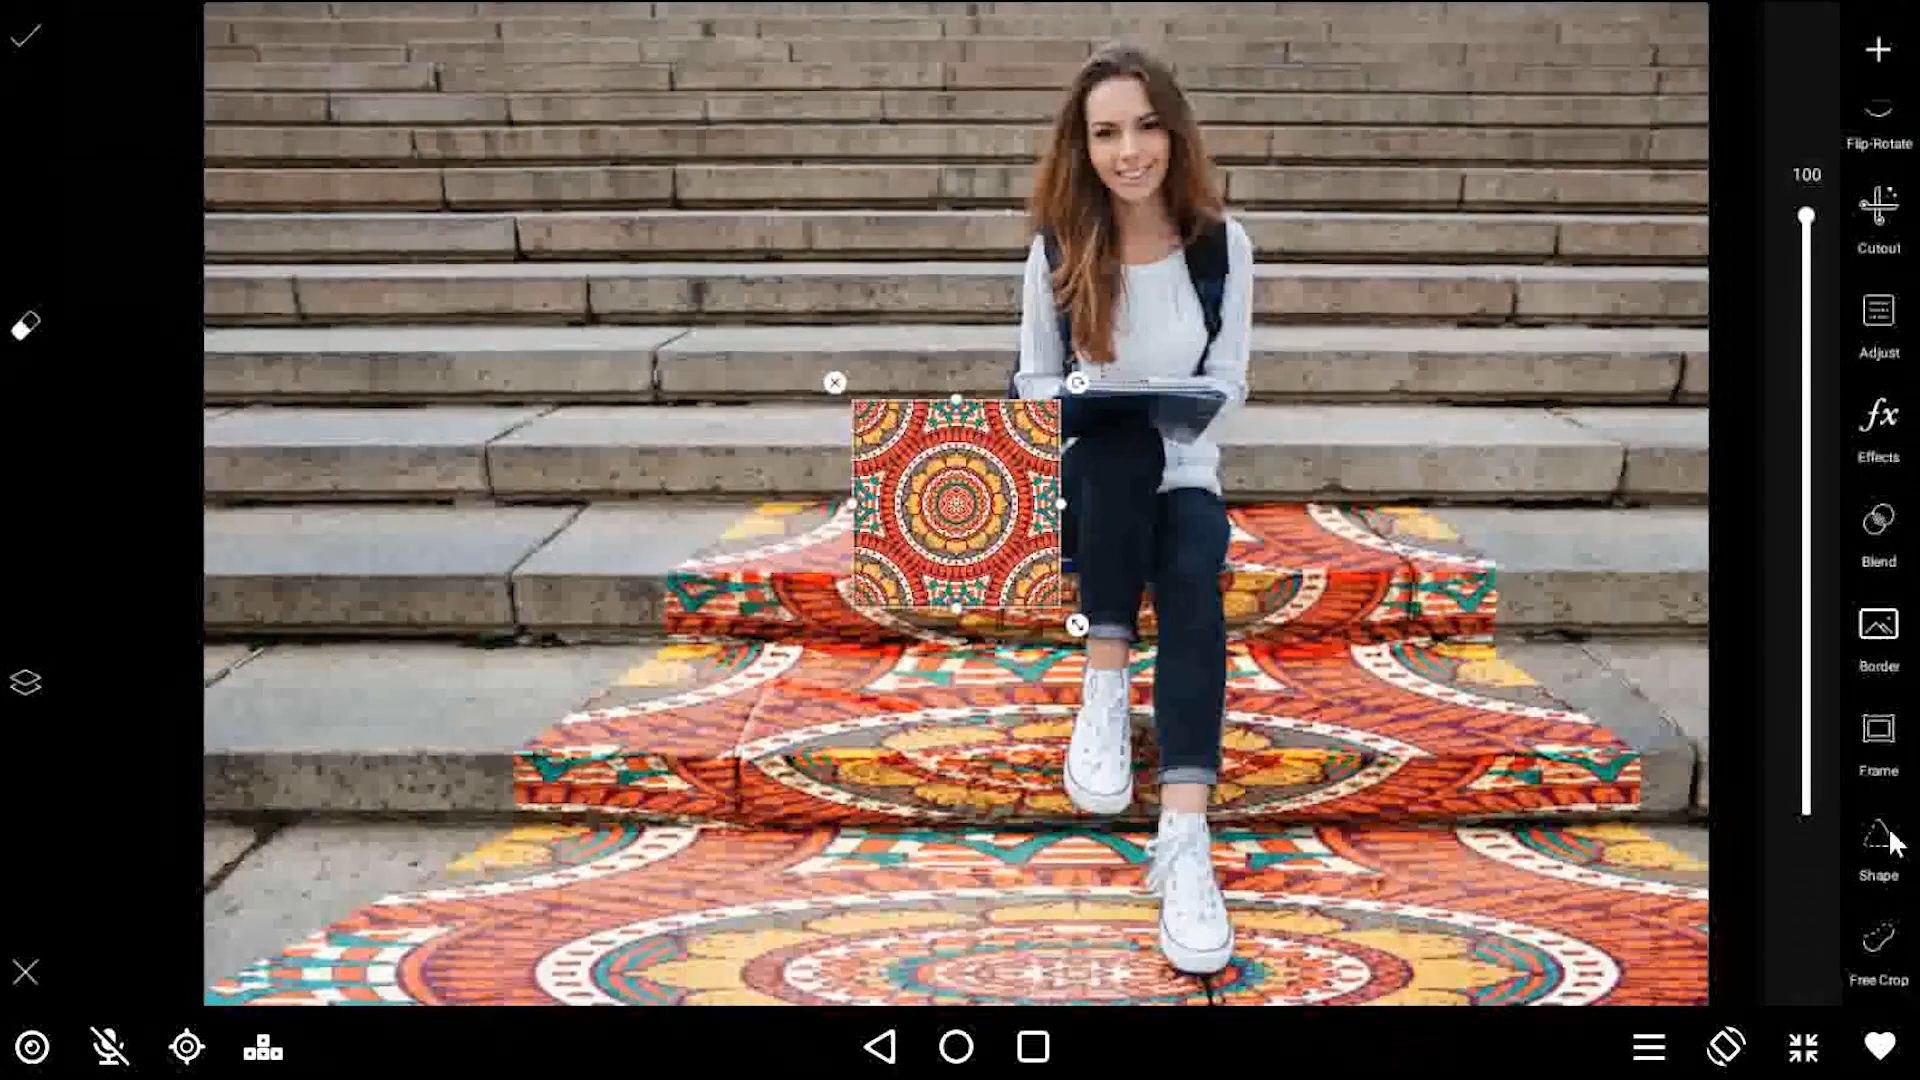 Flip-Rotate
100
Cutout
Adjust
fx
Effects
Blend
Border
Frame
Shape
Free Crop